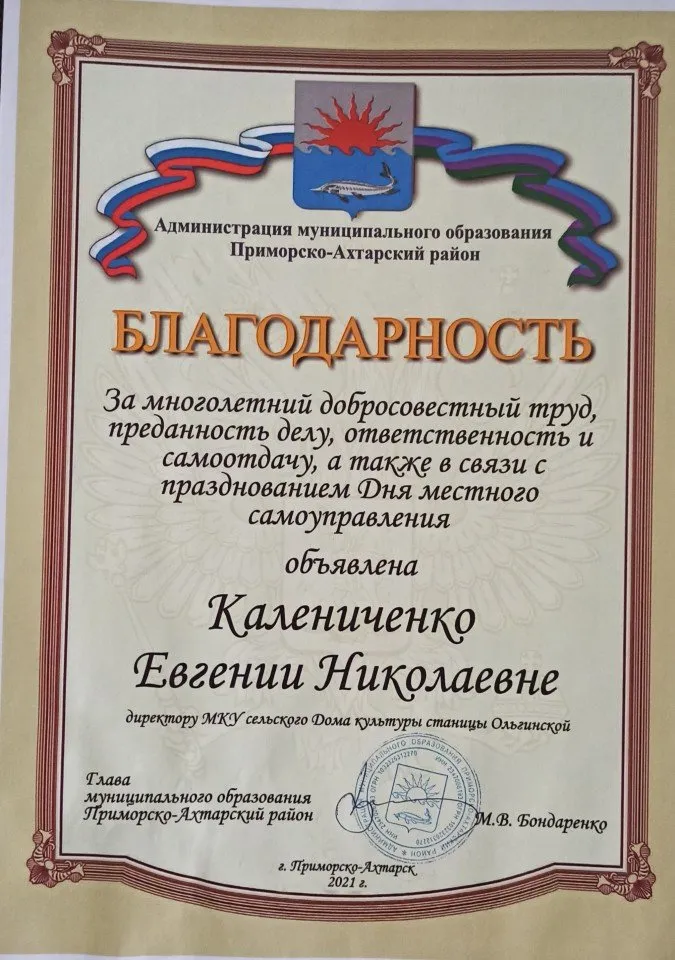 Администрация муниципального образования
Приморско-Ахтарский район
БЛАГОДАРНОСТЬ
За многолетний добросовестный труд,
преданность делу, ответственность и
самоотдачу, а также в связи с
празднованием Дня местного
самоуправления
объявлена
Калениченко
Евгении Николаевне
директору МКУ сельского Дома культуры станицы Ольгинской
Глава
муниципального образования
Приморско-Ахтарский район
М.В. Бондаренко
г. Приморско-Ахтарск
2021 г.